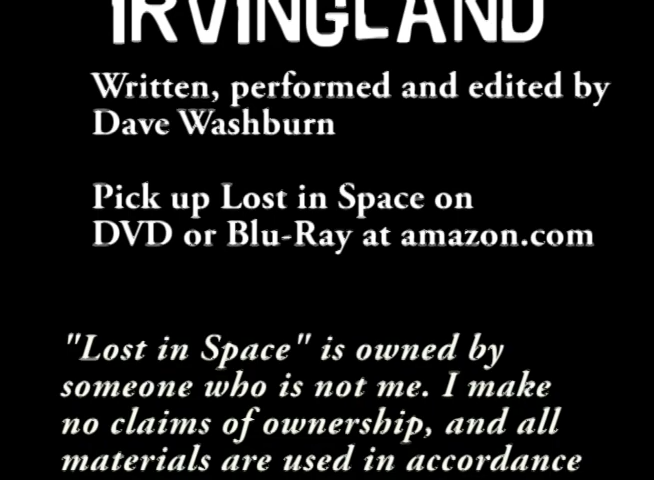 IRVINGLAND
Written, performed and edited by
Dave Washburn
Pick up Lost in Space on
DVD or Blu-Ray at amazon.com
"Lost in Space" is owned by
someone who is not me. I make
no claims of ownership, and all
materials are used in accordance